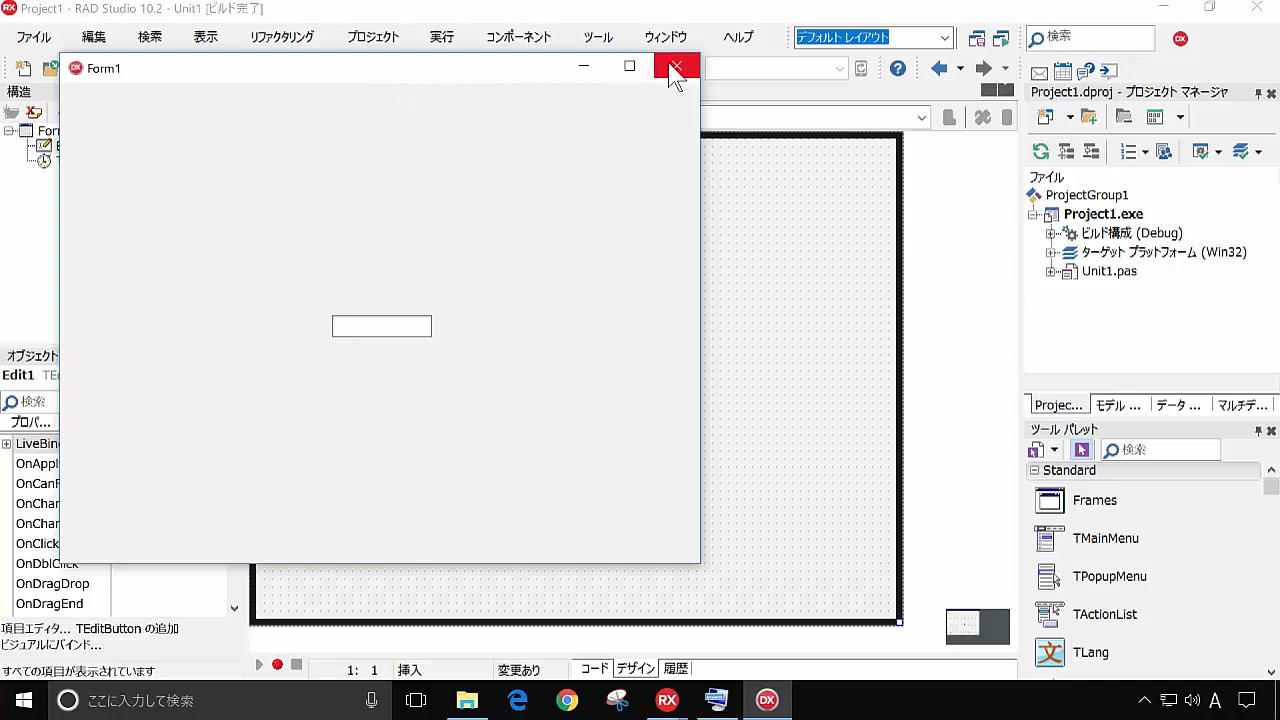 Project1 - RAD Studio 10.2 - Unit1 [ビルド完了]
ファイル 編集 検索 表示 リファクタリング プロジェクト 実行 コンポーネント ツール ウィンドウ ヘルプ
デフォルト レイアウト
検索
Form1
構造
Project1.dproj - プロジェクト マネージャ
ファイル
ProjectGroup1
Project1.exe
ビルド構成 (Debug)
ターゲット プラットフォーム (Win32)
Unit1.pas
オブジェクト
Edit1
検索
プロパ...
LiveBin
OnAppl
OnCanF
OnChar
OnChar
OnClick
OnDblClick
OnDragDrop
OnDragEnd
項目エディタ... TEditButton の追加
ビジュアルにバインド...
すべての項目が表示されています
Projec... モデル ... データ ... マルチデ...
ツール パレット
検索
Standard
Frames
TMainMenu
TPopupMenu
TActionList
文 TLang
1: 1 挿入 変更あり コード デザイン 履歴
ここに入力して検索
A